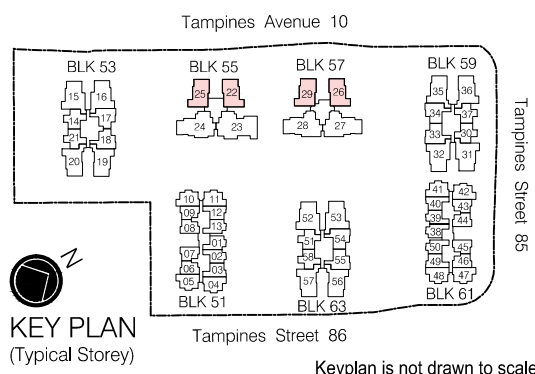 Tampines Avenue 10
BLK 53
BLK 55
BLK 57
BLK 59
15 16
14 17
21 18
20 19
25 22
24 23
29 26
28 27
35 36
34 37
33 30
32 31
Tampines Street 85
10 11
09 12
08 13
01
07 02
06 03
05 04
BLK 51
52 53
51 54
58 55
57 56
BLK 63
41 42
40 43
39 44
38
50 45
49 46
48 47
BLK 61
N
KEY PLAN
(Typical Storey)
Tampines Street 86
Keyplan is not drawn to scale